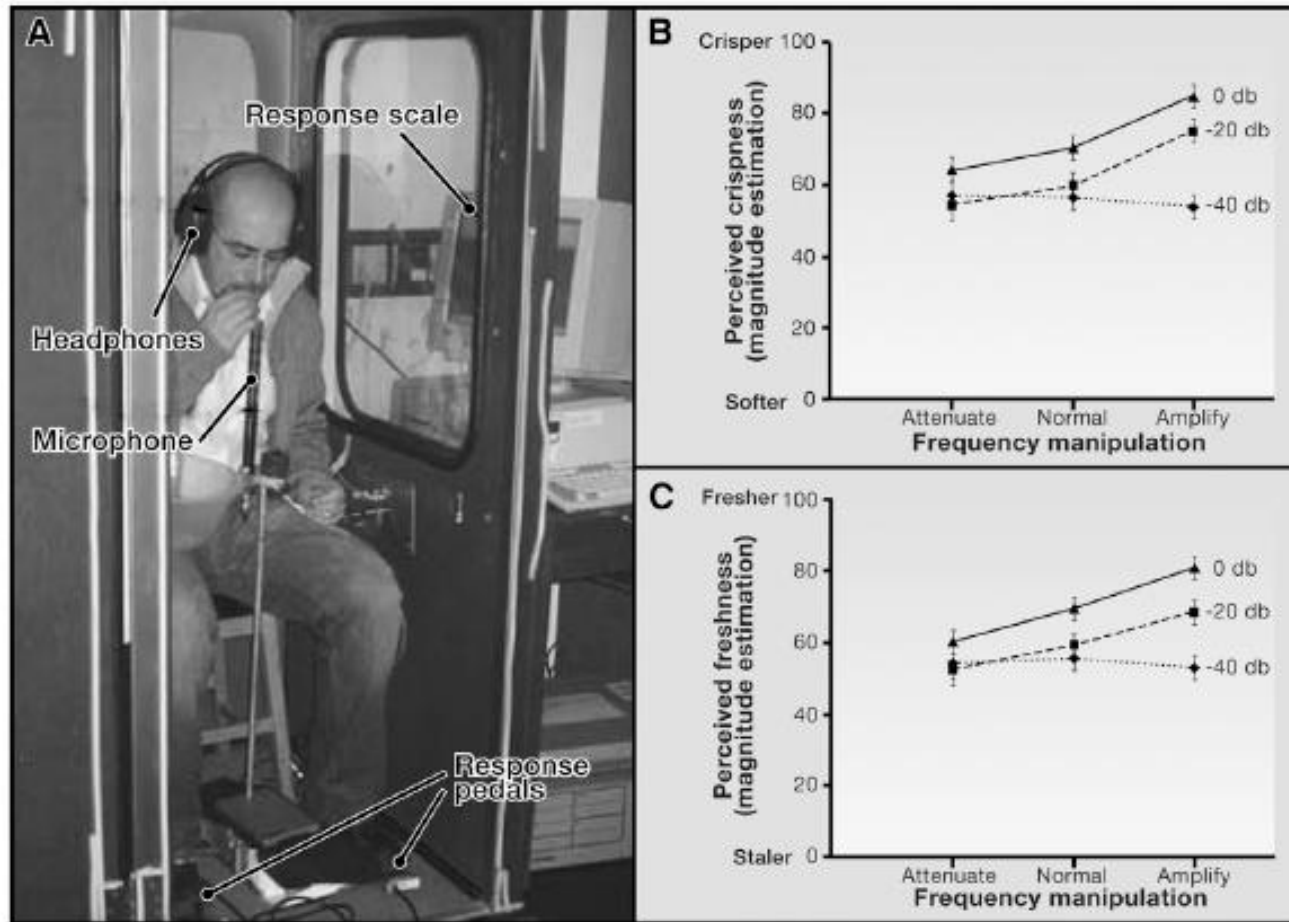 A
Response scale
Headphones
Microphone
Response
pedals
B
Crisper 100
80
60
40
20
Softer 0
Perceived crispness
(magnitude estimation)
0 db
-20 db
-40 db
Attenuate Normal Amplify
Frequency manipulation
C
Fresher 100
80
60
40
20
Staler 0
Perceived freshness
(magnitude estimation)
0 db
-20 db
-40 db
Attenuate Normal Amplify
Frequency manipulation